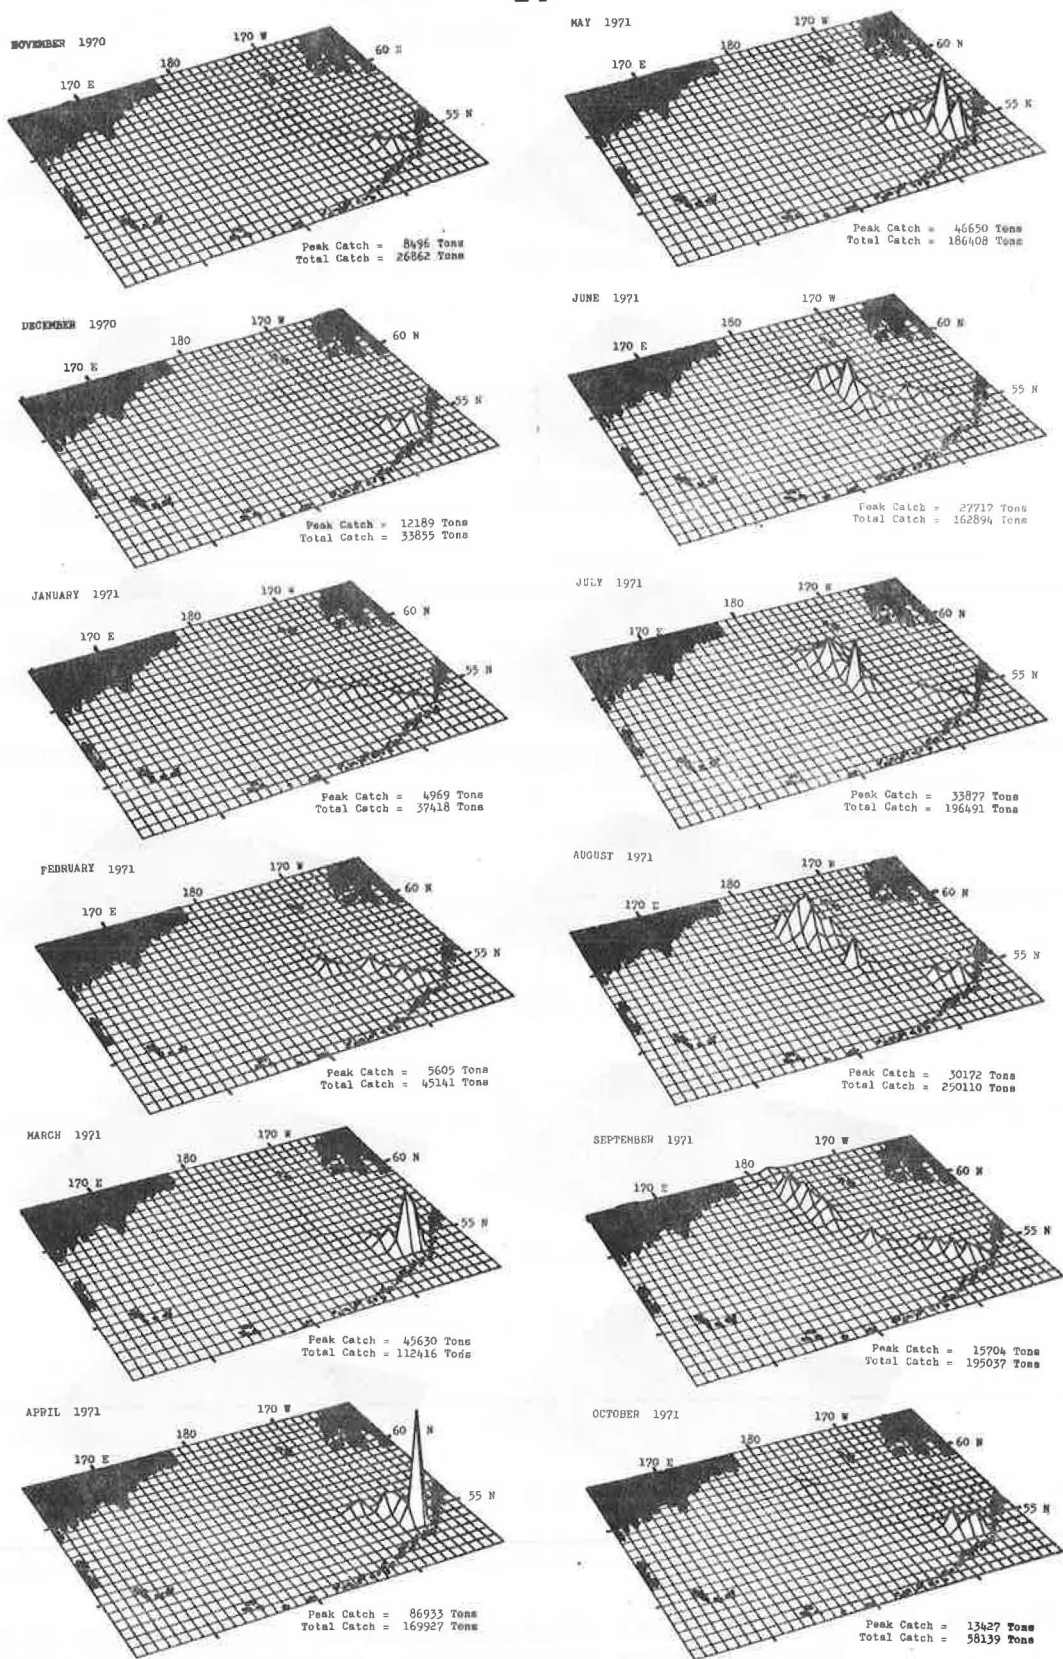 NOVEMBER 1970
170 W
180
60 N
170 E
55 N
Peak Catch = 8496 Tons
Total Catch = 26862 Tons
DECEMBER 1970
170 W
180
60 N
170 E
55 N
Peak Catch = 12189 Tons
Total Catch = 33855 Tons
JANUARY 1971
170 W
180
60 N
170 E
55 N
Peak Catch = 4969 Tons
Total Catch = 37418 Tons
FEBRUARY 1971
170 W
180
60 N
170 E
55 N
Peak Catch = 5605 Tons
Total Catch = 45141 Tons
MARCH 1971
170 W
180
60 N
170 E
55 N
Peak Catch = 45630 Tons
Total Catch = 112416 Tons
APRIL 1971
170 W
180
60 N
170 E
55 N
Peak Catch = 86933 Tons
Total Catch = 169927 Tons
MAY 1971
170 W
180
60 N
170 E
55 N
Peak Catch = 46650 Tons
Total Catch = 186408 Tons
JUNE 1971
170 W
180
60 N
170 E
55 N
Peak Catch = 27717 Tons
Total Catch = 162894 Tons
JULY 1971
170 W
180
60 N
170 E
55 N
Peak Catch = 33877 Tons
Total Catch = 196491 Tons
AUGUST 1971
170 W
180
60 N
170 E
55 N
Peak Catch = 30172 Tons
Total Catch = 250110 Tons
SEPTEMBER 1971
170 W
180
60 N
170 E
55 N
Peak Catch = 15704 Tons
Total Catch = 195037 Tons
OCTOBER 1971
170 W
180
60 N
170 E
55 N
Peak Catch = 13427 Tons
Total Catch = 58139 Tons